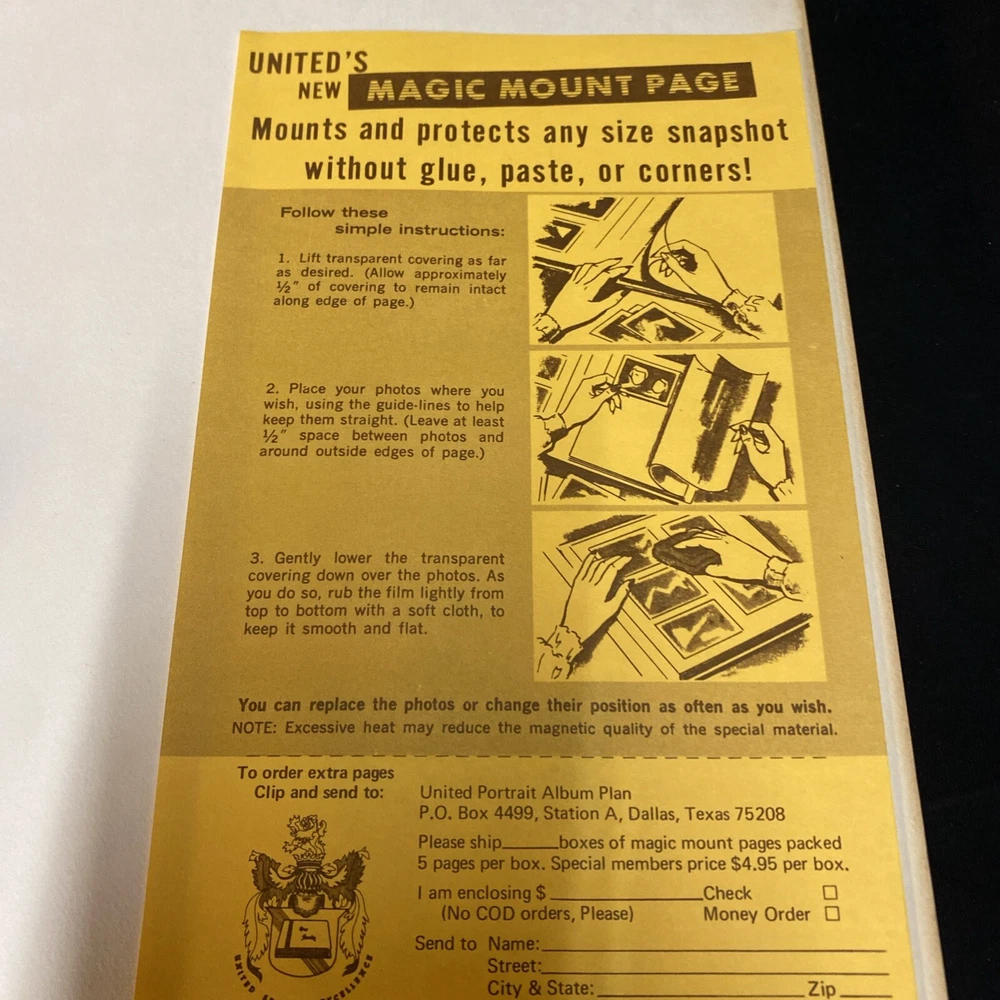 UNITED'S
NEW MAGIC MOUNT PAGE
Mounts and protects any size snapshot
without glue, paste, or corners!
Follow these
simple instructions:
1. Lift transparent covering as far
as desired. (Allow approximately
½" of covering to remain intact
along edge of page.)
2. Place your photos where you
wish, using the guide-lines to help
keep them straight. (Leave at least
½" space between photos and
around outside edges of page.)
3. Gently lower the transparent
covering down over the photos. As
you do so, rub the film lightly from
top to bottom with a soft cloth, to
keep it smooth and flat.
You can replace the photos or change their position as often as you wish.
NOTE: Excessive heat may reduce the magnetic quality of the special material.
To order extra pages
Clip and send to:
United Portrait Album Plan
P.O. Box 4499, Station A, Dallas, Texas 75208
Please ship______boxes of magic mount pages packed
5 pages per box. Special members price $4.95 per box.
I am enclosing $ ________________Check ☐
(No COD orders, Please) Money Order ☐
Send to Name:
Street:
City & State: Zip
UNITED